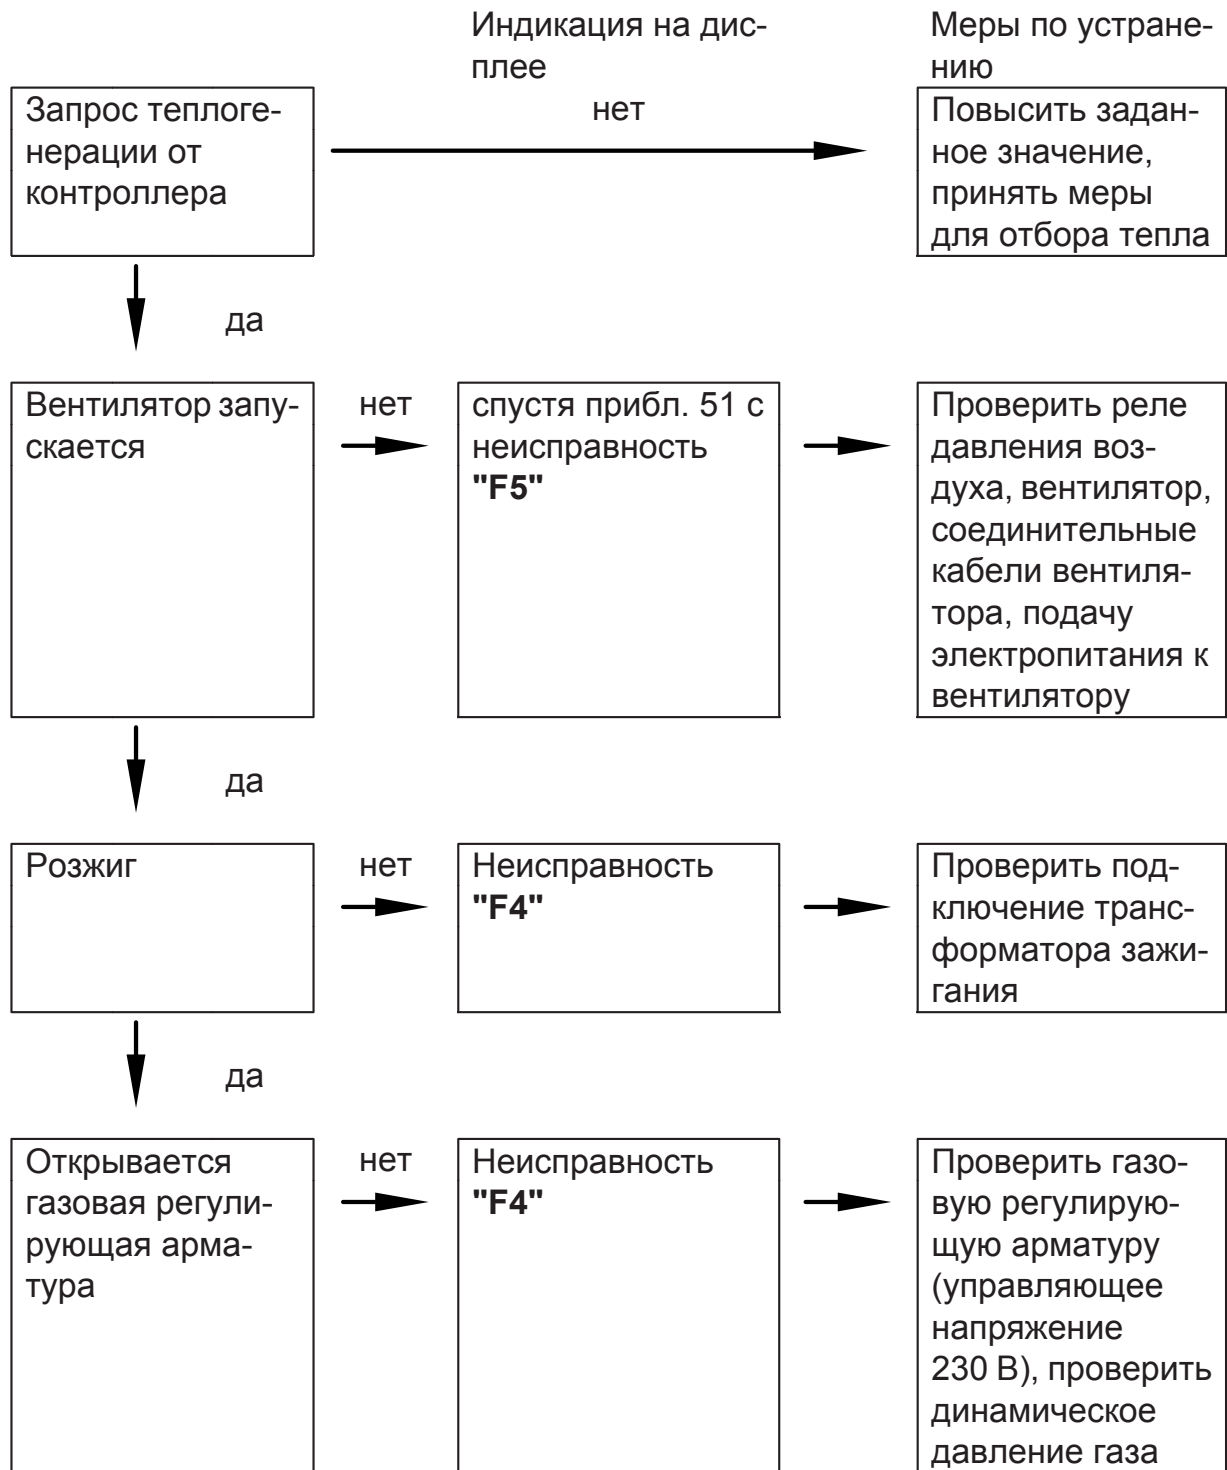 Индикация на дис-
плее
Меры по устране-
нию
Запрос теплоге-
нерации от
контроллера
нет
Повысить задан-
ное значение,
принять меры
для отбора тепла
да
Вентилятор запу-
скается
нет
спустя прибл. 51 с
неисправность
"F5"
Проверить реле
давления воз-
духа, вентилятор,
соединительные
кабели вентиля-
тора, подачу
электропитания к
вентилятору
да
Розжиг
нет
Неисправность
"F4"
Проверить под-
ключение транс-
форматора зажи-
гания
да
Открывается
газовая регули-
рующая арма-
тура
нет
Неисправность
"F4"
Проверить газо-
вую регулирую-
щую арматуру
(управляющее
напряжение
230 В), проверить
динамическое
давление газа